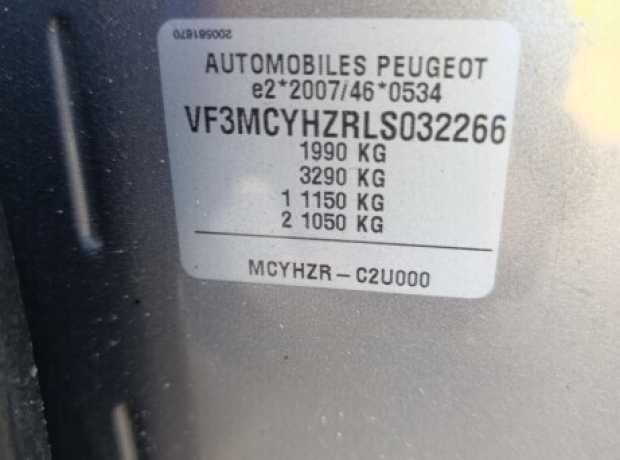 200581670
AUTOMOBILES PEUGEOT
e2*2007/46*0534
VF3MCYHZRLS032266
1990 KG
3290 KG
1 1150 KG
2 1050 KG
MCYHZR – C2U000